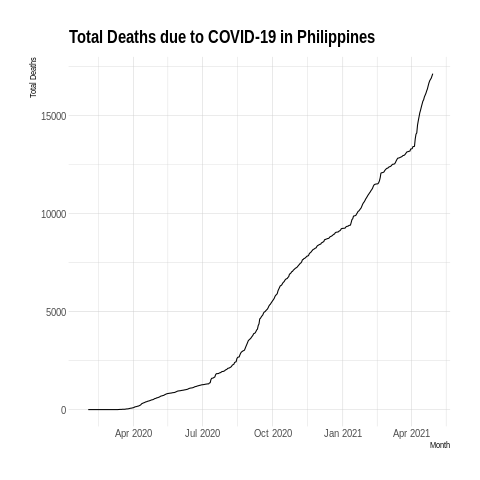 Total Deaths due to COVID-19 in Philippines
Total Deaths
15000
10000
5000
0
Apr 2020 Jul 2020 Oct 2020 Jan 2021 Apr 2021
Month